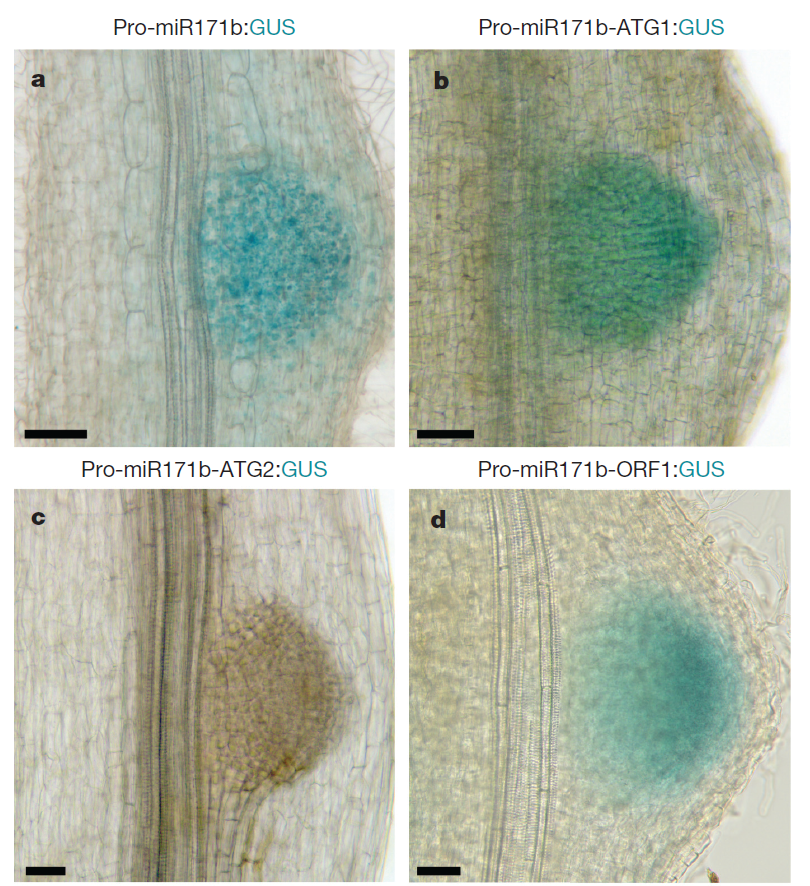 Pro-miR171b:GUS
Pro-miR171b-ATG1:GUS
a
b
Pro-miR171b-ATG2:GUS
Pro-miR171b-ORF1:GUS
c
d